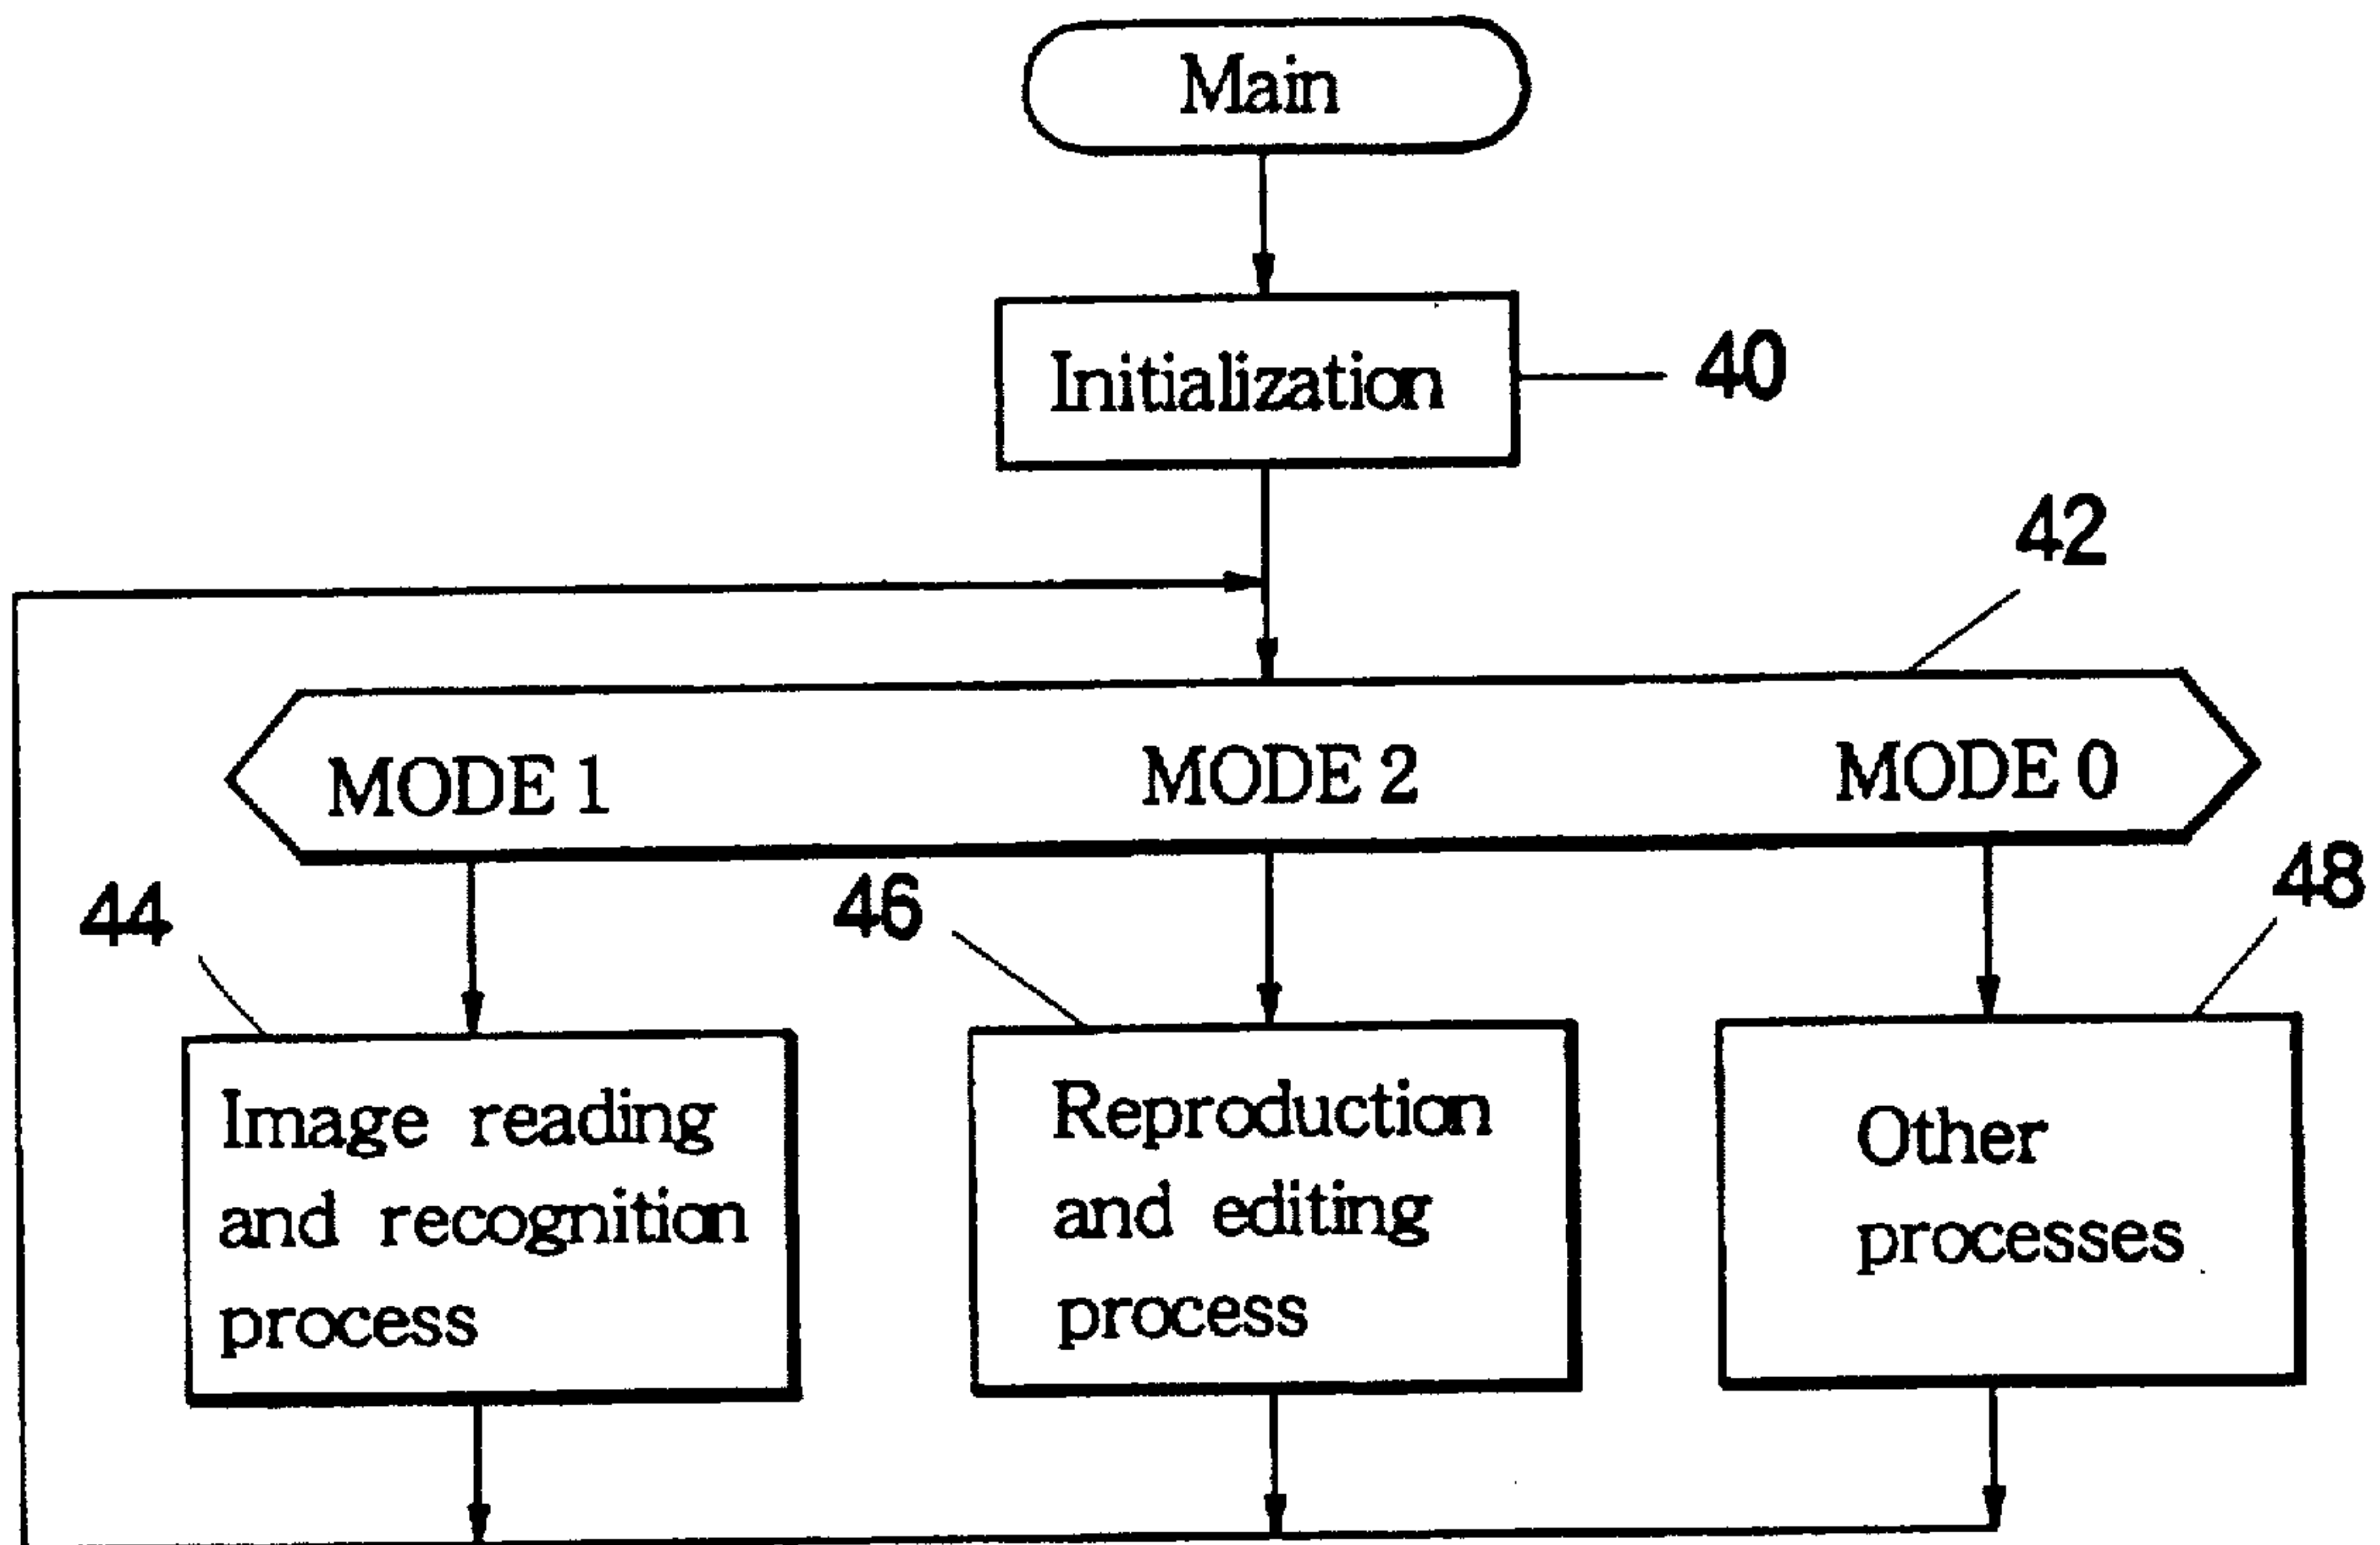 Main
Initialization
40
42
MODE 1
MODE 2
MODE 0
44
46
48
Image reading
and recognition
process
Reproduction
and editing
process
Other
processes